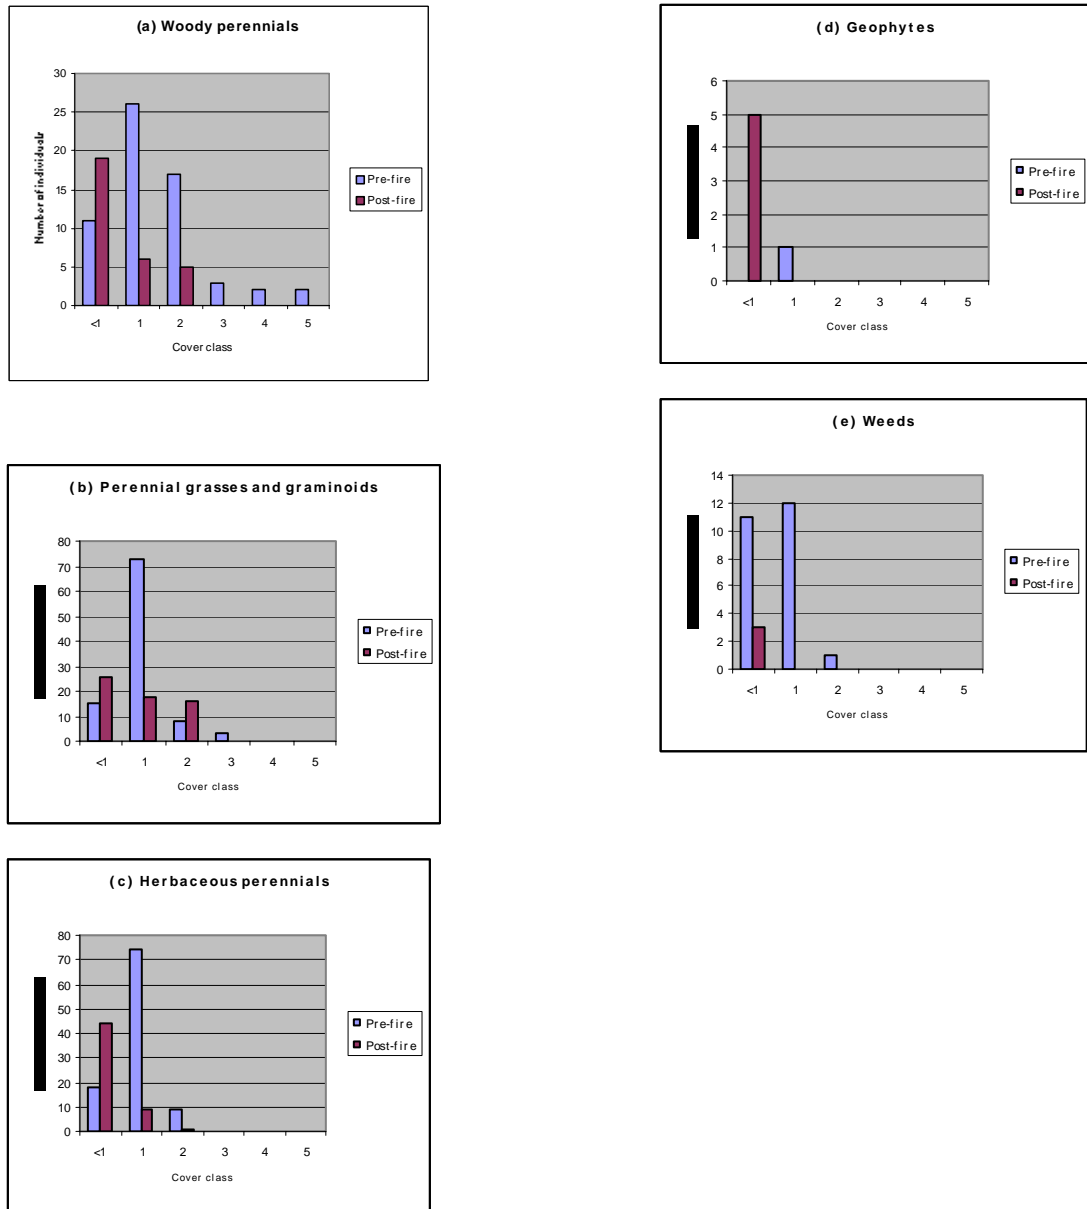 (a) Woody perennials
30
25
20
15
10
5
0
Number of individuals
<1 1 2 3 4 5
Cover class
Pre-fire
Post-fire
(b) Perennial grasses and graminoids
80
70
60
50
40
30
20
10
0
<1 1 2 3 4 5
Cover class
Pre-fire
Post-fire
(c) Herbaceous perennials
80
70
60
50
40
30
20
10
0
<1 1 2 3 4 5
Cover class
Pre-fire
Post-fire
(d) Geophytes
6
5
4
3
2
1
0
<1 1 2 3 4 5
Cover class
Pre-fire
Post-fire
(e) Weeds
14
12
10
8
6
4
2
0
<1 1 2 3 4 5
Cover class
Pre-fire
Post-fire